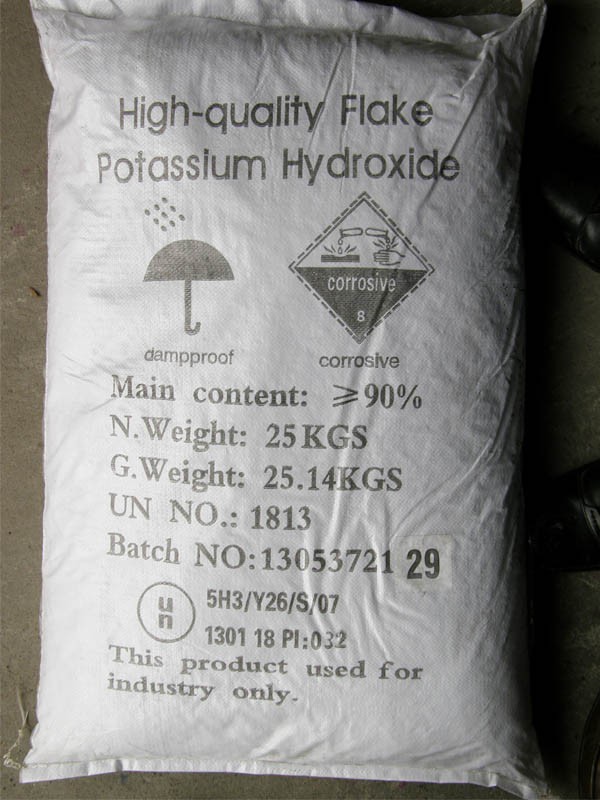 High-quality Flake
Potassium Hydroxide
corrosive
8
dampproof corrosive
Main content: ≥90%
N.Weight: 25KGS
G.Weight: 25.14KGS
UN NO.: 1813
Batch NO:13053721 29
un
5H3/Y26/S/07
1301 18 PI:032
This product used for
industry only.